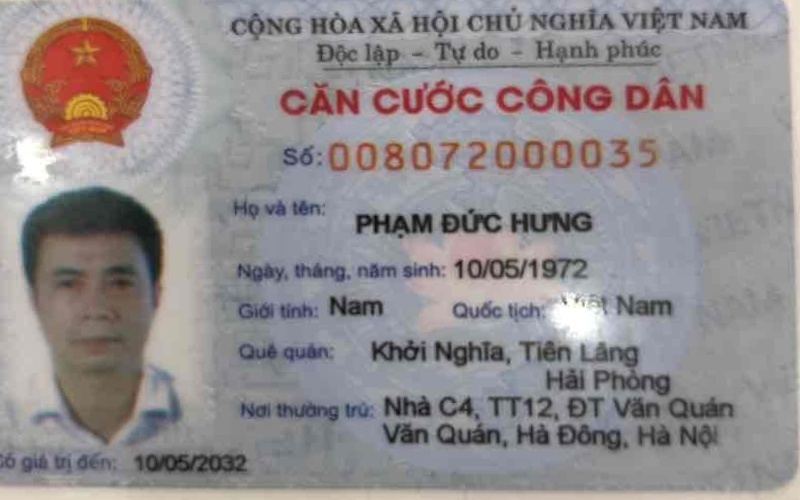 CỘNG HÒA XÃ HỘI CHỦ NGHĨA VIỆT NAM
Độc lập - Tự do - Hạnh phúc
CĂN CƯỚC CÔNG DÂN
Số: 008072000035
Họ và tên: PHẠM ĐỨC HƯNG
Ngày, tháng, năm sinh: 10/05/1972
Giới tính: Nam Quốc tịch: Việt Nam
Quê quán: Khởi Nghĩa, Tiên Lãng
Hải Phòng
Nơi thường trú: Nhà C4, TT12, ĐT Văn Quán
Văn Quán, Hà Đông, Hà Nội
Có giá trị đến: 10/05/2032